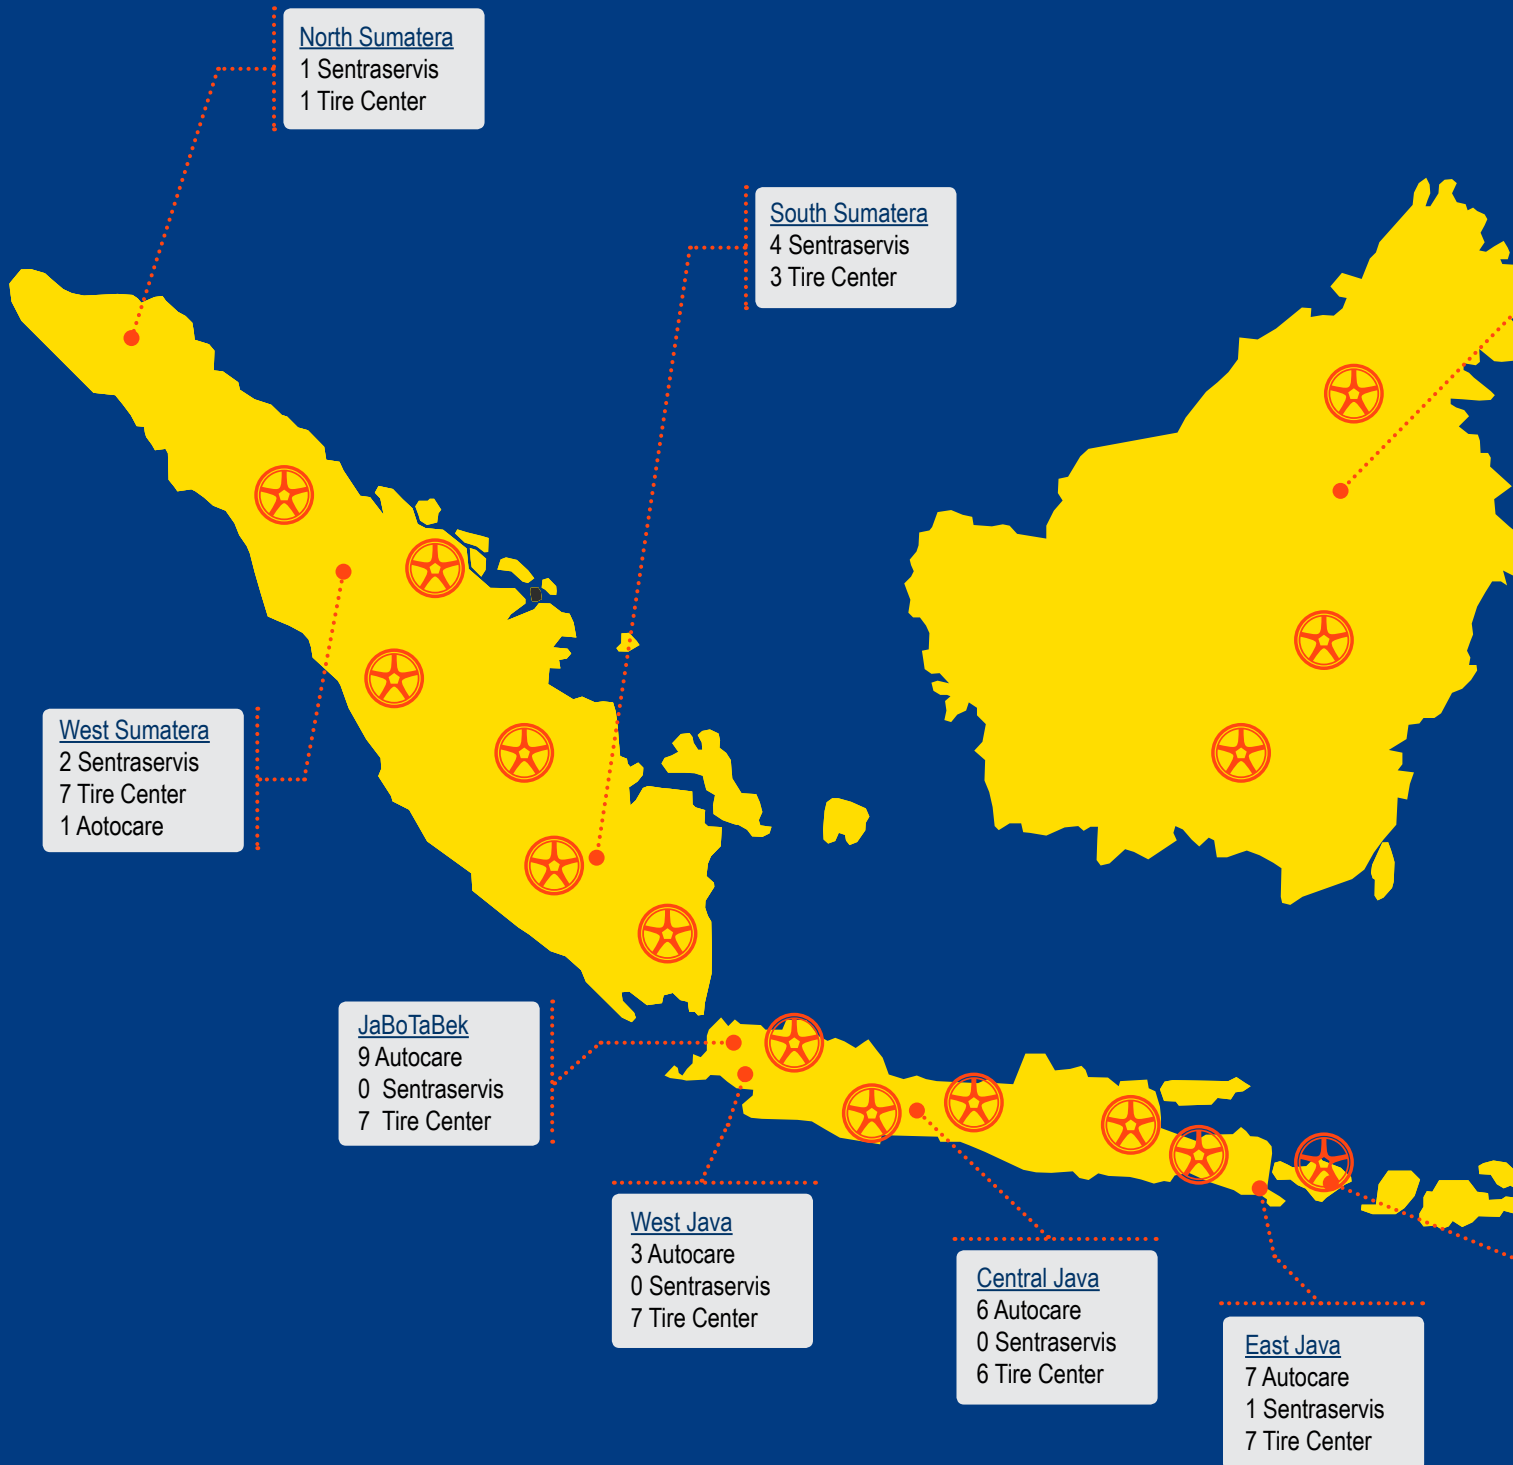 North Sumatera
1 Sentraservis
1 Tire Center
South Sumatera
4 Sentraservis
3 Tire Center
West Sumatera
2 Sentraservis
7 Tire Center
1 Aotocare
JaBoTaBek
9 Autocare
0 Sentraservis
7 Tire Center
West Java
3 Autocare
0 Sentraservis
7 Tire Center
Central Java
6 Autocare
0 Sentraservis
6 Tire Center
East Java
7 Autocare
1 Sentraservis
7 Tire Center